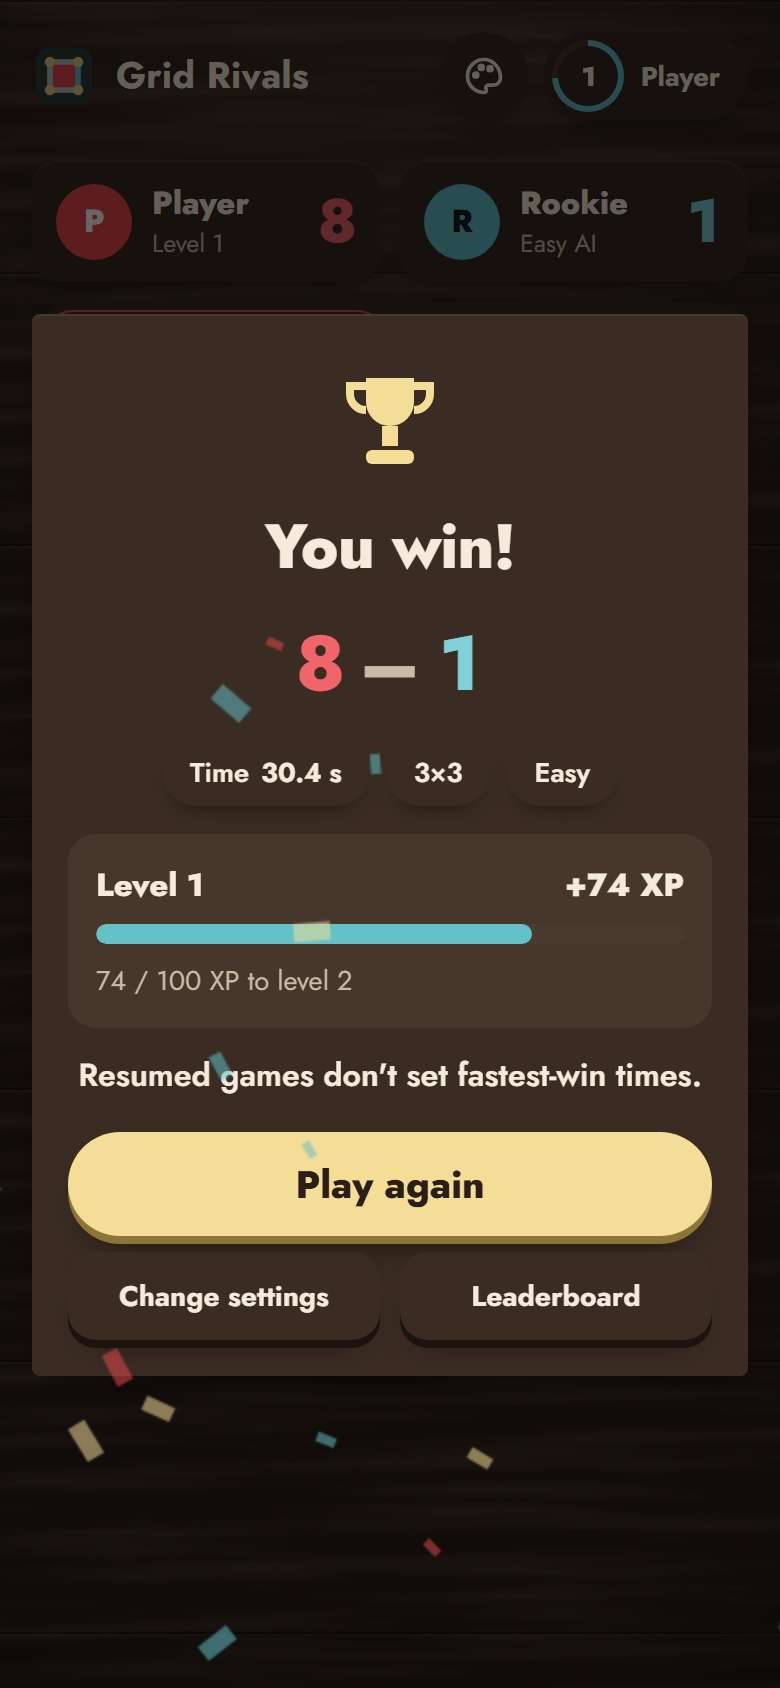 Grid Rivals
1 Player
P Player 8
Level 1
R Rookie 1
Easy AI
You win!
8 – 1
Time 30.4 s 3×3 Easy
Level 1 +74 XP
74 / 100 XP to level 2
Resumed games don't set fastest-win times.
Play again
Change settings Leaderboard